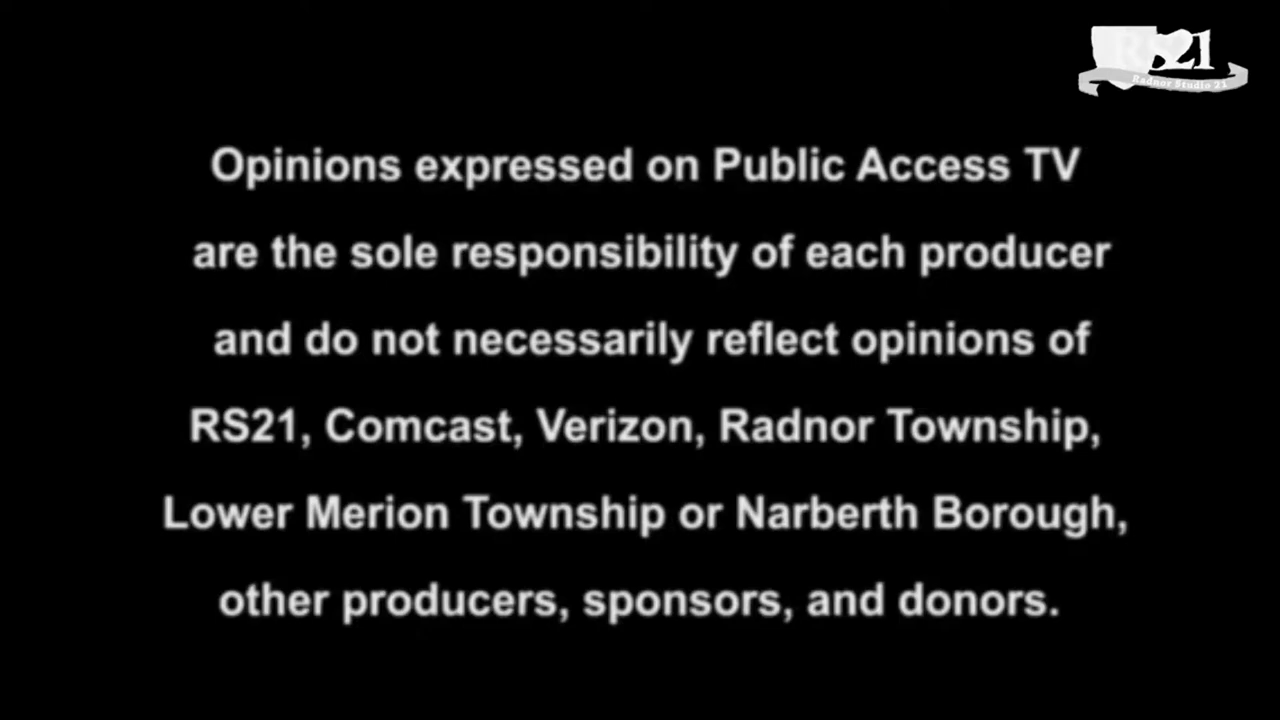 RS21
Radnor Studio 21
Opinions expressed on Public Access TV
are the sole responsibility of each producer
and do not necessarily reflect opinions of
RS21, Comcast, Verizon, Radnor Township,
Lower Merion Township or Narberth Borough,
other producers, sponsors, and donors.